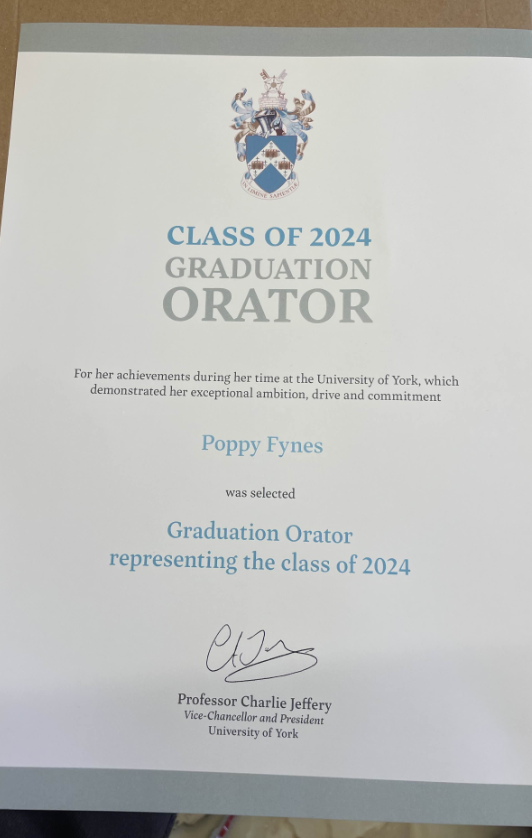 IN LIMINE SAPIENTIAE
CLASS OF 2024
GRADUATION
ORATOR
For her achievements during her time at the University of York, which
demonstrated her exceptional ambition, drive and commitment
Poppy Fynes
was selected
Graduation Orator
representing the class of 2024
Professor Charlie Jeffery
Vice-Chancellor and President
University of York